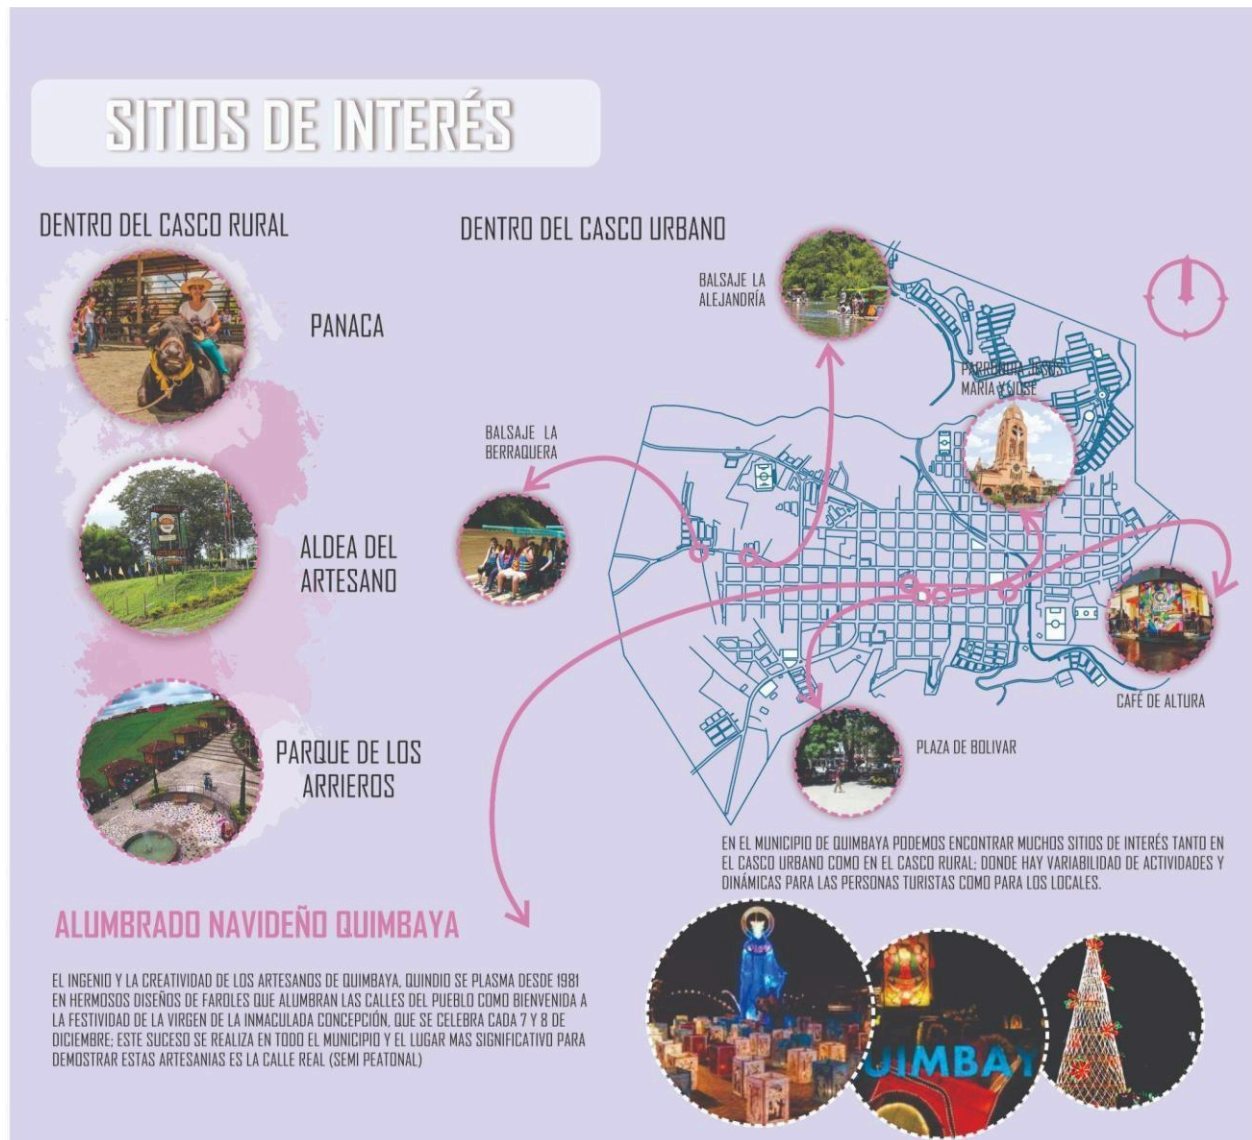 SITIOS DE INTERÉS
DENTRO DEL CASCO RURAL
PANACA
ALDEA DEL
ARTESANO
PARQUE DE LOS
ARRIEROS
DENTRO DEL CASCO URBANO
BALSAJE LA
ALEJANDRÍA
PARROQUIA JESÚS
MARIA Y JOSÉ
BALSAJE LA
BERRAQUERA
CAFÉ DE ALTURA
PLAZA DE BOLIVAR
EN EL MUNICIPIO DE QUIMBAYA PODEMOS ENCONTRAR MUCHOS SITIOS DE INTERÉS TANTO EN
EL CASCO URBANO COMO EN EL CASCO RURAL; DONDE HAY VARIABILIDAD DE ACTIVIDADES Y
DINÁMICAS PARA LAS PERSONAS TURISTAS COMO PARA LOS LOCALES.
ALUMBRADO NAVIDEÑO QUIMBAYA
EL INGENIO Y LA CREATIVIDAD DE LOS ARTESANOS DE QUIMBAYA, QUINDIO SE PLASMA DESDE 1981
EN HERMOSOS DISEÑOS DE FAROLES QUE ALUMBRAN LAS CALLES DEL PUEBLO COMO BIENVENIDA A
LA FESTIVIDAD DE LA VIRGEN DE LA INMACULADA CONCEPCIÓN, QUE SE CELEBRA CADA 7 Y 8 DE
DICIEMBRE; ESTE SUCESO SE REALIZA EN TODO EL MUNICIPIO Y EL LUGAR MAS SIGNIFICATIVO PARA
DEMOSTRAR ESTAS ARTESANIAS ES LA CALLE REAL (SEMI PEATONAL)
UIMBAY